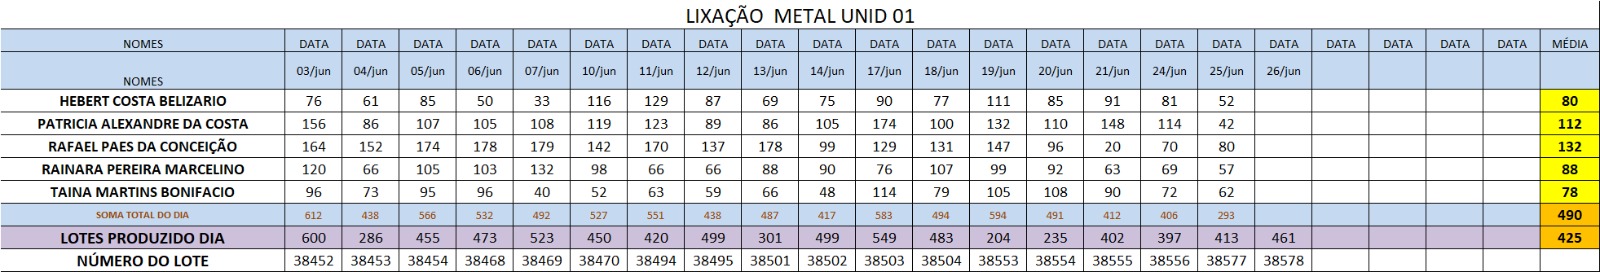 LIXAÇÃO METAL UNID 01
NOMES DATA DATA DATA DATA DATA DATA DATA DATA DATA DATA DATA DATA DATA DATA DATA DATA DATA DATA DATA DATA DATA DATA MÉDIA
NOMES 03/jun 04/jun 05/jun 06/jun 07/jun 10/jun 11/jun 12/jun 13/jun 14/jun 17/jun 18/jun 19/jun 20/jun 21/jun 24/jun 25/jun 26/jun
HEBERT COSTA BELIZARIO 76 61 85 50 33 116 129 87 69 75 90 77 111 85 91 81 52 80
PATRICIA ALEXANDRE DA COSTA 156 86 107 105 108 119 123 89 86 105 174 100 132 110 148 114 42 112
RAFAEL PAES DA CONCEIÇÃO 164 152 174 178 179 142 170 137 178 99 129 131 147 96 20 70 80 132
RAINARA PEREIRA MARCELINO 120 66 105 103 132 98 66 66 88 90 76 107 99 92 63 69 57 88
TAINA MARTINS BONIFACIO 96 73 95 96 40 52 63 59 66 48 114 79 105 108 90 72 62 78
SOMA TOTAL DO DIA 612 438 566 532 492 527 551 438 487 417 583 494 594 491 412 406 293 490
LOTES PRODUZIDO DIA 600 286 455 473 523 450 420 499 301 499 549 483 204 235 402 397 413 461 425
NÚMERO DO LOTE 38452 38453 38454 38468 38469 38470 38494 38495 38501 38502 38503 38504 38553 38554 38555 38556 38577 38578